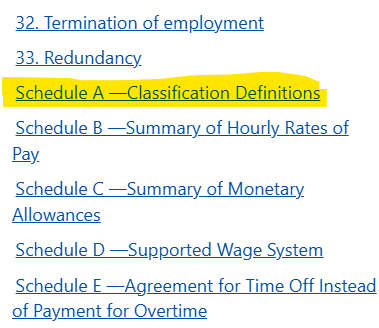 32. Termination of employment
33. Redundancy
Schedule A —Classification Definitions
Schedule B —Summary of Hourly Rates of
Pay
Schedule C —Summary of Monetary
Allowances
Schedule D —Supported Wage System
Schedule E —Agreement for Time Off Instead
of Payment for Overtime